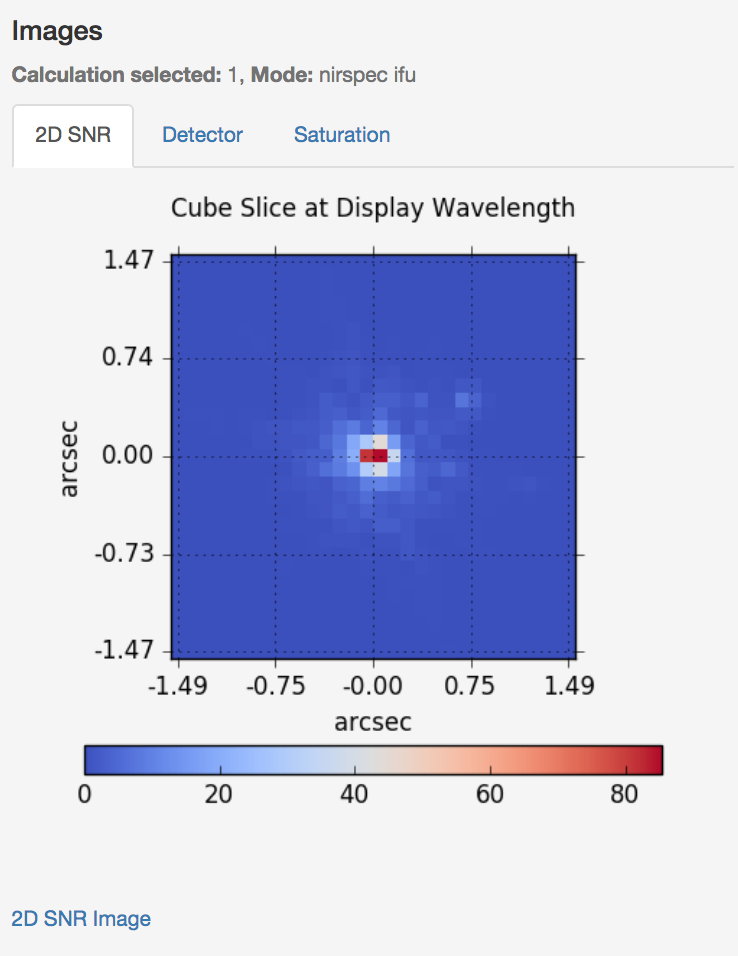 Images
Calculation selected: 1, Mode: nirspec ifu
2D SNR Detector Saturation
Cube Slice at Display Wavelength
1.47
0.74
0.00
-0.73
-1.47
arcsec
-1.49 -0.75 -0.00 0.75 1.49
arcsec
0 20 40 60 80
2D SNR Image